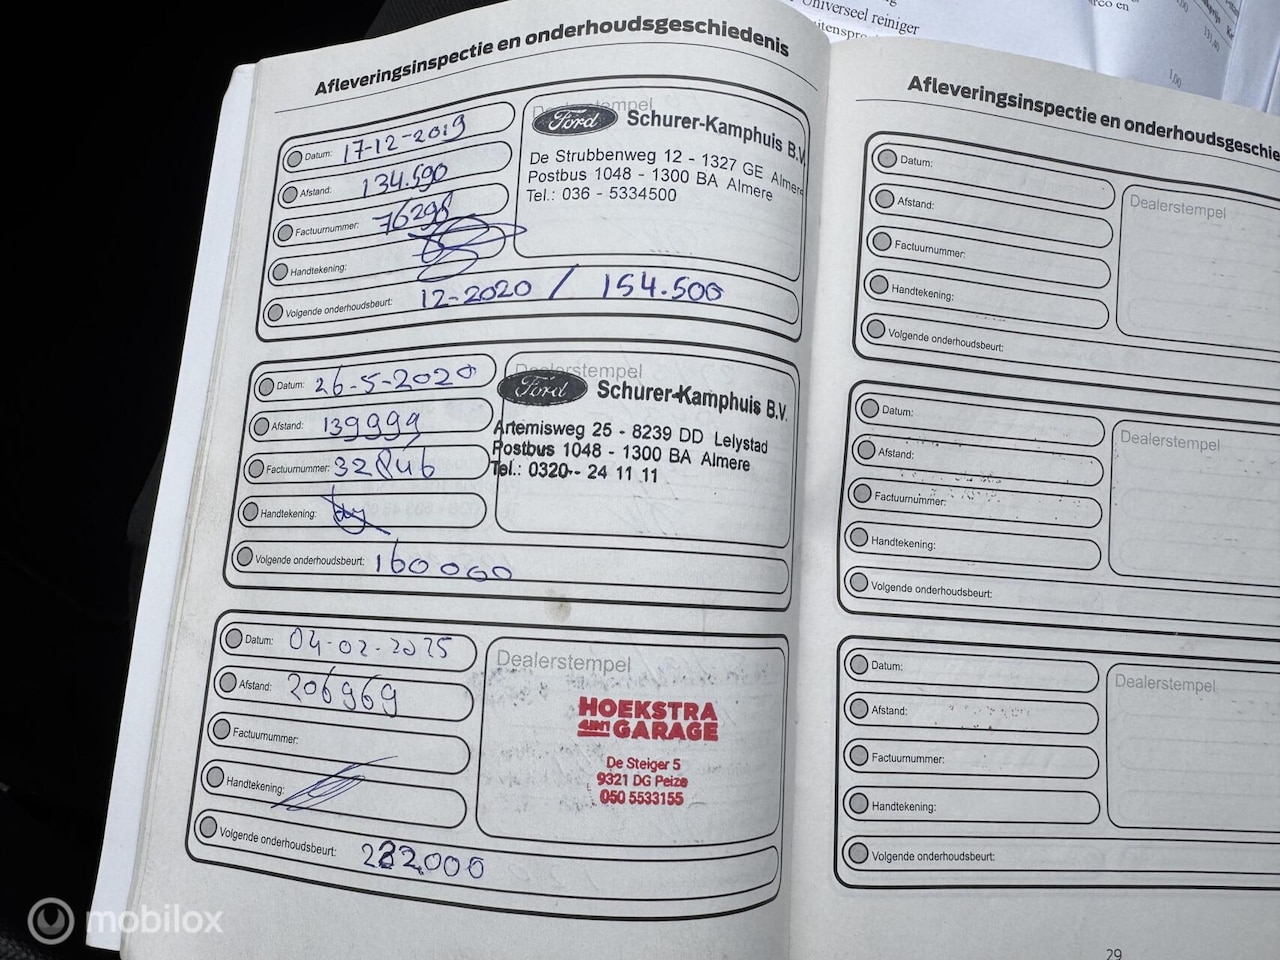 Universeel reiniger
Afleveringsinspectie en onderhoudsgeschiedenis
Datum: 17-12-2019
Afstand: 134.590
Factuurnummer: 76298
Handtekening:
Volgende onderhoudsbeurt: 12-2020 / 154.500
Dealerstempel
Ford Schurer-Kamphuis B.V.
De Strubbenweg 12 - 1327 GE Almere
Postbus 1048 - 1300 BA Almere
Tel.: 036 - 5334500
Datum: 26-5-2020
Afstand: 139999
Factuurnummer: 32846
Handtekening:
Volgende onderhoudsbeurt: 160000
Dealerstempel
Ford Schurer-Kamphuis B.V.
Artemisweg 25 - 8239 DD Lelystad
Postbus 1048 - 1300 BA Almere
Tel.: 0320-- 24 11 11
Datum: 04-02-2025
Afstand: 206969
Factuurnummer:
Handtekening:
Volgende onderhoudsbeurt: 222000
Dealerstempel
HOEKSTRA
GARAGE
De Steiger 5
9321 DG Peize
050 5533155
Afleveringsinspectie en onderhoudsgeschie
Datum:
Afstand:
Factuurnummer:
Handtekening:
Volgende onderhoudsbeurt:
Dealerstempel
Datum:
Afstand:
Factuurnummer:
Handtekening:
Volgende onderhoudsbeurt:
Dealerstempel
Datum:
Afstand:
Factuurnummer:
Handtekening:
Volgende onderhoudsbeurt:
Dealerstempel
29
mobilox